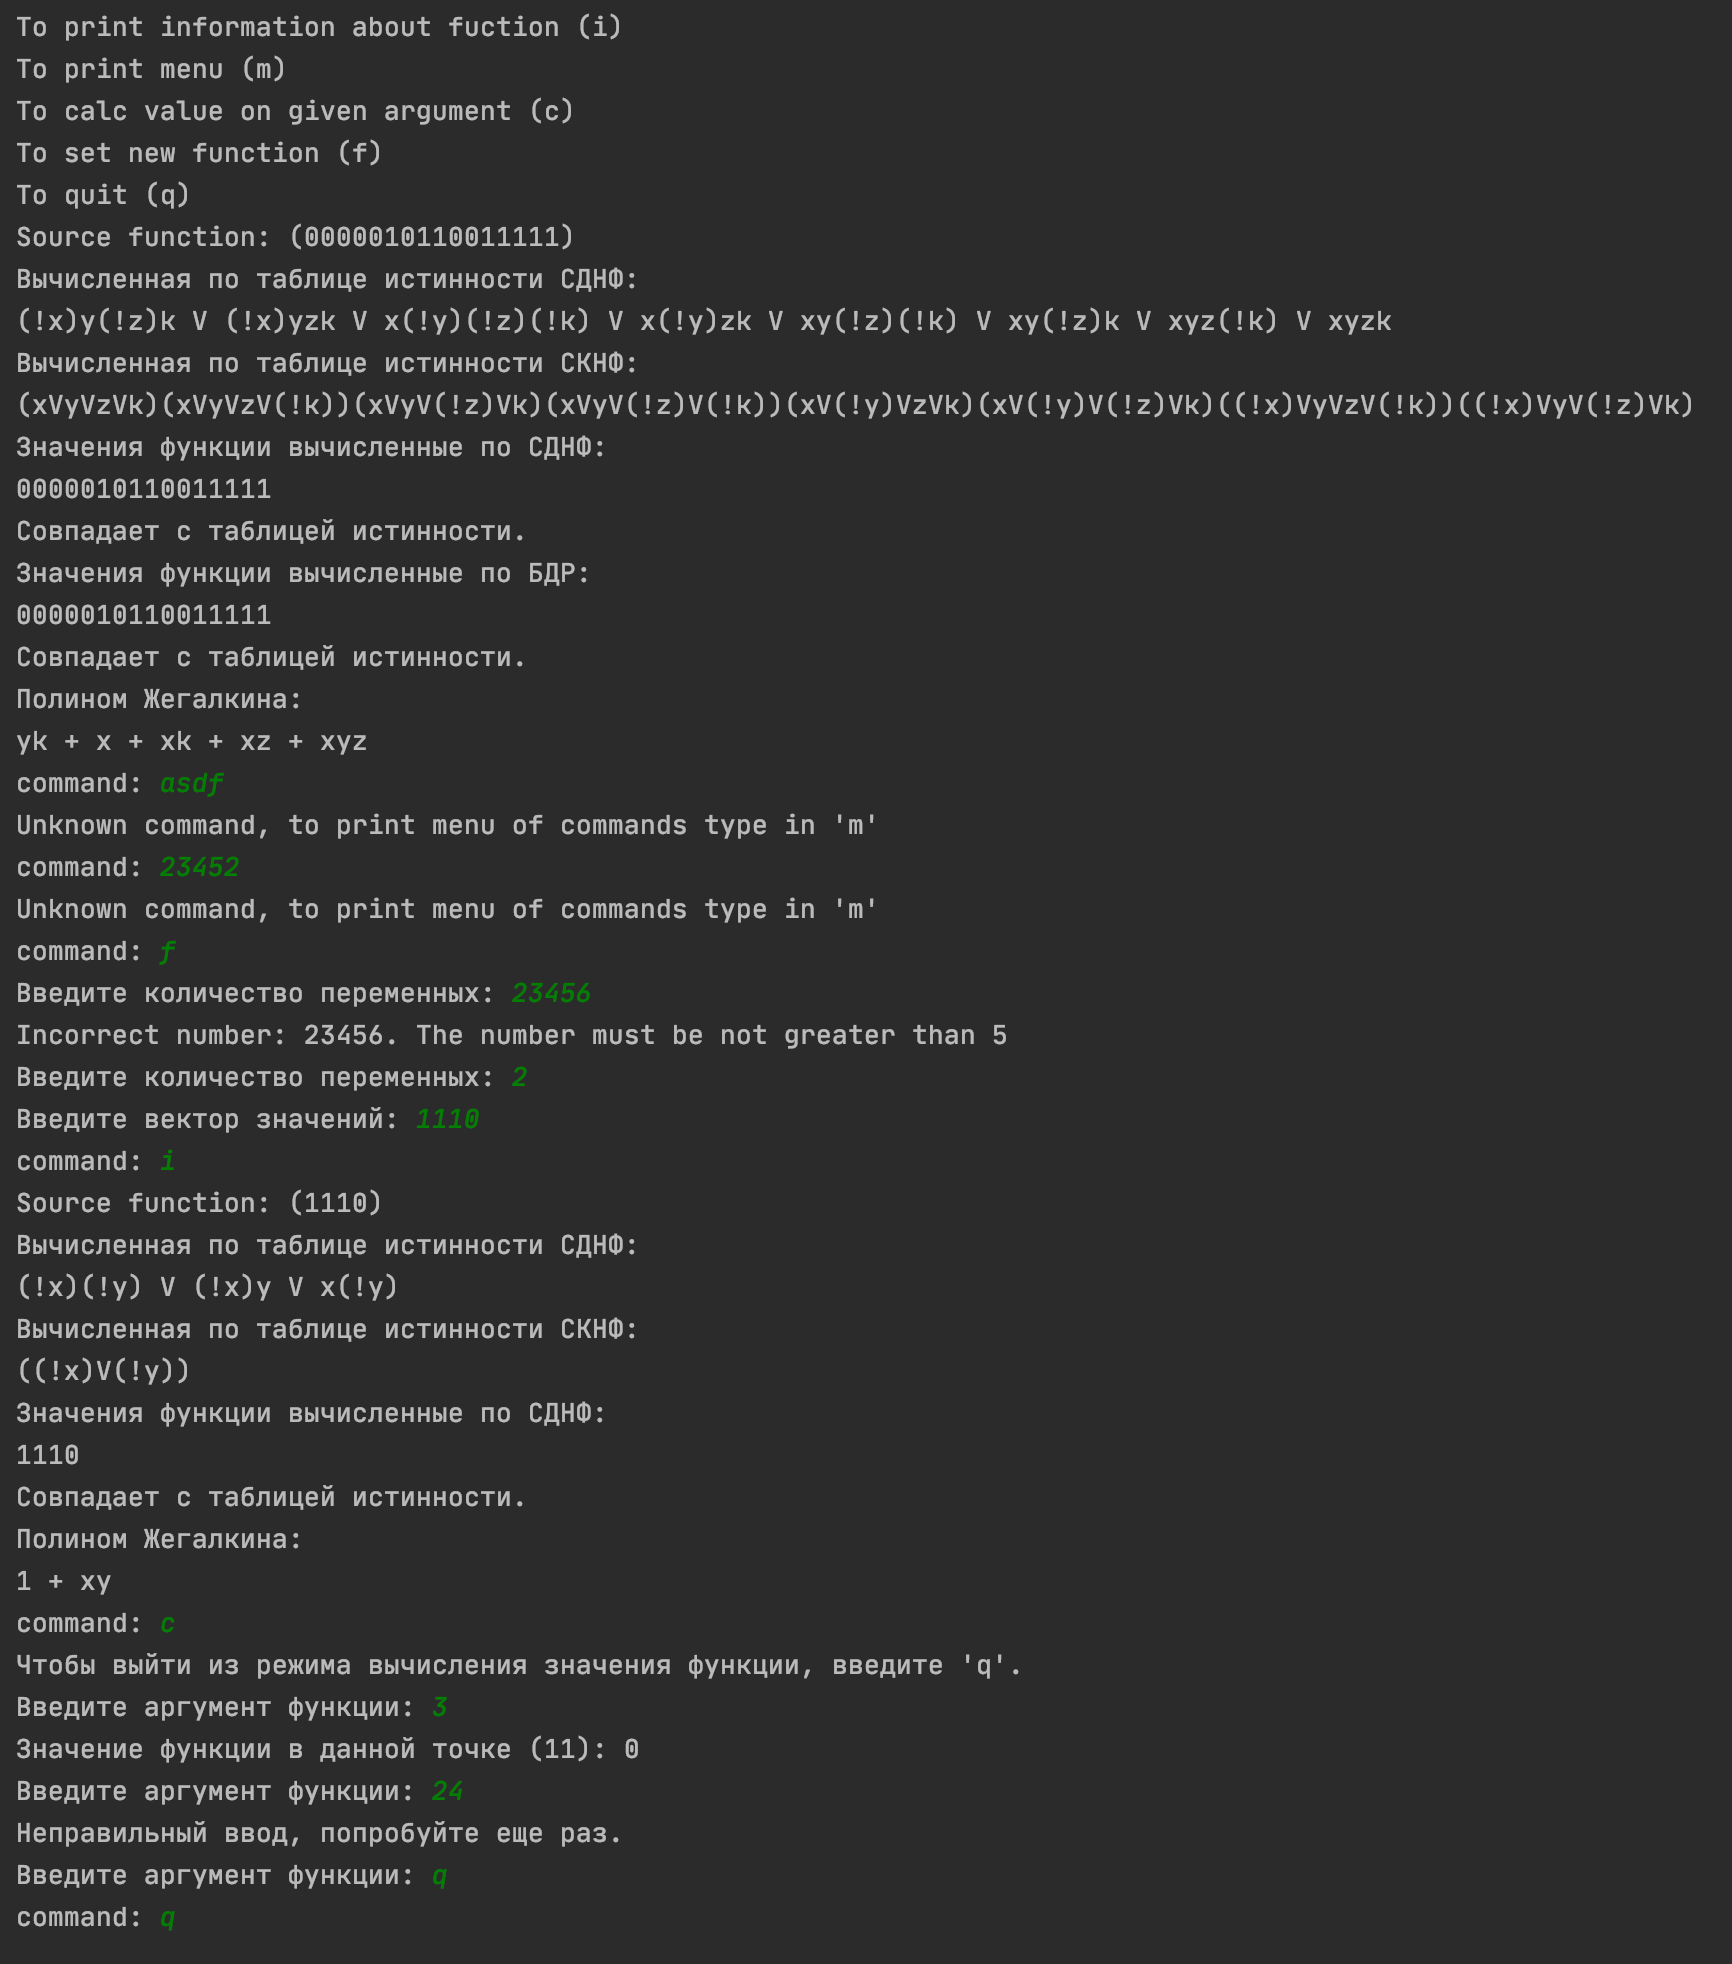 To print information about fuction (i)
To print menu (m)
To calc value on given argument (c)
To set new function (f)
To quit (q)
Source function: (0000010110011111)
Вычисленная по таблице истинности СДНФ:
(!x)y(!z)k V (!x)yzk V x(!y)(!z)(!k) V x(!y)zk V xy(!z)(!k) V xy(!z)k V xyz(!k) V xyzk
Вычисленная по таблице истинности СКНФ:
(xVyVzVk)(xVyVzV(!k))(xVyV(!z)Vk)(xVyV(!z)V(!k))(xV(!y)VzVk)(xV(!y)V(!z)Vk)((!x)VyVzV(!k))((!x)VyV(!z)Vk)
Значения функции вычисленные по СДНФ:
0000010110011111
Совпадает с таблицей истинности.
Значения функции вычисленные по БДР:
0000010110011111
Совпадает с таблицей истинности.
Полином Жегалкина:
yk + x + xk + xz + xyz
command: asdf
Unknown command, to print menu of commands type in 'm'
command: 23452
Unknown command, to print menu of commands type in 'm'
command: f
Введите количество переменных: 23456
Incorrect number: 23456. The number must be not greater than 5
Введите количество переменных: 2
Введите вектор значений: 1110
command: i
Source function: (1110)
Вычисленная по таблице истинности СДНФ:
(!x)(!y) V (!x)y V x(!y)
Вычисленная по таблице истинности СКНФ:
((!x)V(!y))
Значения функции вычисленные по СДНФ:
1110
Совпадает с таблицей истинности.
Полином Жегалкина:
1 + xy
command: c
Чтобы выйти из режима вычисления значения функции, введите 'q'.
Введите аргумент функции: 3
Значение функции в данной точке (11): 0
Введите аргумент функции: 24
Неправильный ввод, попробуйте еще раз.
Введите аргумент функции: q
command: q